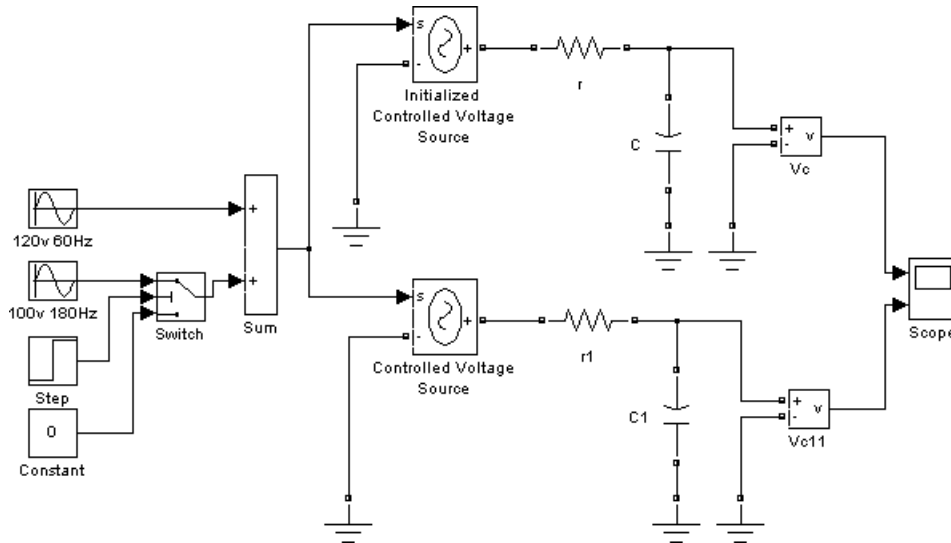 s
+
-
Initialized
Controlled Voltage
Source
r
C
+
-
v
Vc
120v 60Hz
+
100v 180Hz
+
Switch
Sum
s
+
-
Controlled Voltage
Source
r1
C1
+
-
v
Vc11
Scope
Step
0
Constant